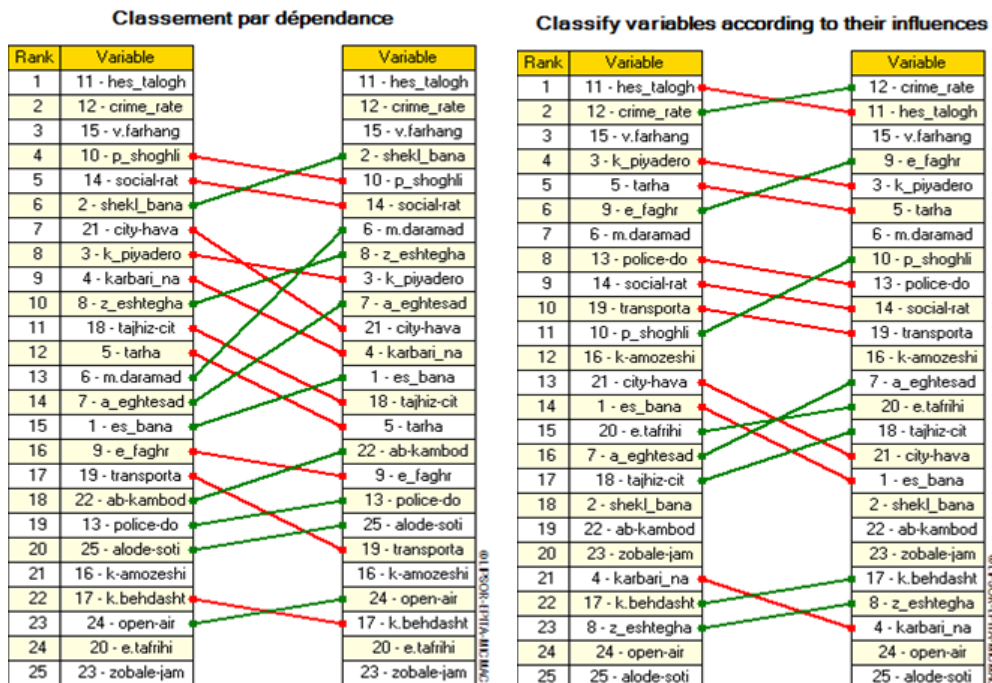 Classement par dépendance
Rank Variable Variable
1 11 - hes_talogh 11 - hes_talogh
2 12 - crime_rate 12 - crime_rate
3 15 - v.farhang 15 - v.farhang
4 10 - p_shoghli 2 - shekl_bana
5 14 - social-rat 10 - p_shoghli
6 2 - shekl_bana 14 - social-rat
7 21 - city-hava 6 - m.daramad
8 3 - k_piyadero 8 - z_eshtegha
9 4 - karbari_na 3 - k_piyadero
10 8 - z_eshtegha 7 - a_eghtesad
11 18 - tajhiz-cit 21 - city-hava
12 5 - tarha 4 - karbari_na
13 6 - m.daramad 1 - es_bana
14 7 - a_eghtesad 18 - tajhiz-cit
15 1 - es_bana 5 - tarha
16 9 - e_faghr 22 - ab-kambod
17 19 - transporta 9 - e_faghr
18 22 - ab-kambod 13 - police-do
19 13 - police-do 25 - alode-soti
20 25 - alode-soti 19 - transporta
21 16 - k-amozeshi 16 - k-amozeshi
22 17 - k.behdasht 24 - open-air
23 24 - open-air 17 - k.behdasht
24 20 - e.tafrihi 20 - e.tafrihi
25 23 - zobale-jam 23 - zobale-jam
© LIPSOR-EPITA-MICMAC
Classify variables according to their influences
Rank Variable Variable
1 11 - hes_talogh 12 - crime_rate
2 12 - crime_rate 11 - hes_talogh
3 15 - v.farhang 15 - v.farhang
4 3 - k_piyadero 9 - e_faghr
5 5 - tarha 3 - k_piyadero
6 9 - e_faghr 5 - tarha
7 6 - m.daramad 6 - m.daramad
8 13 - police-do 10 - p_shoghli
9 14 - social-rat 13 - police-do
10 19 - transporta 14 - social-rat
11 10 - p_shoghli 19 - transporta
12 16 - k-amozeshi 16 - k-amozeshi
13 21 - city-hava 7 - a_eghtesad
14 1 - es_bana 20 - e.tafrihi
15 20 - e.tafrihi 18 - tajhiz-cit
16 7 - a_eghtesad 21 - city-hava
17 18 - tajhiz-cit 1 - es_bana
18 2 - shekl_bana 2 - shekl_bana
19 22 - ab-kambod 22 - ab-kambod
20 23 - zobale-jam 23 - zobale-jam
21 4 - karbari_na 17 - k.behdasht
22 17 - k.behdasht 8 - z_eshtegha
23 8 - z_eshtegha 4 - karbari_na
24 24 - open-air 24 - open-air
25 25 - alode-soti 25 - alode-soti